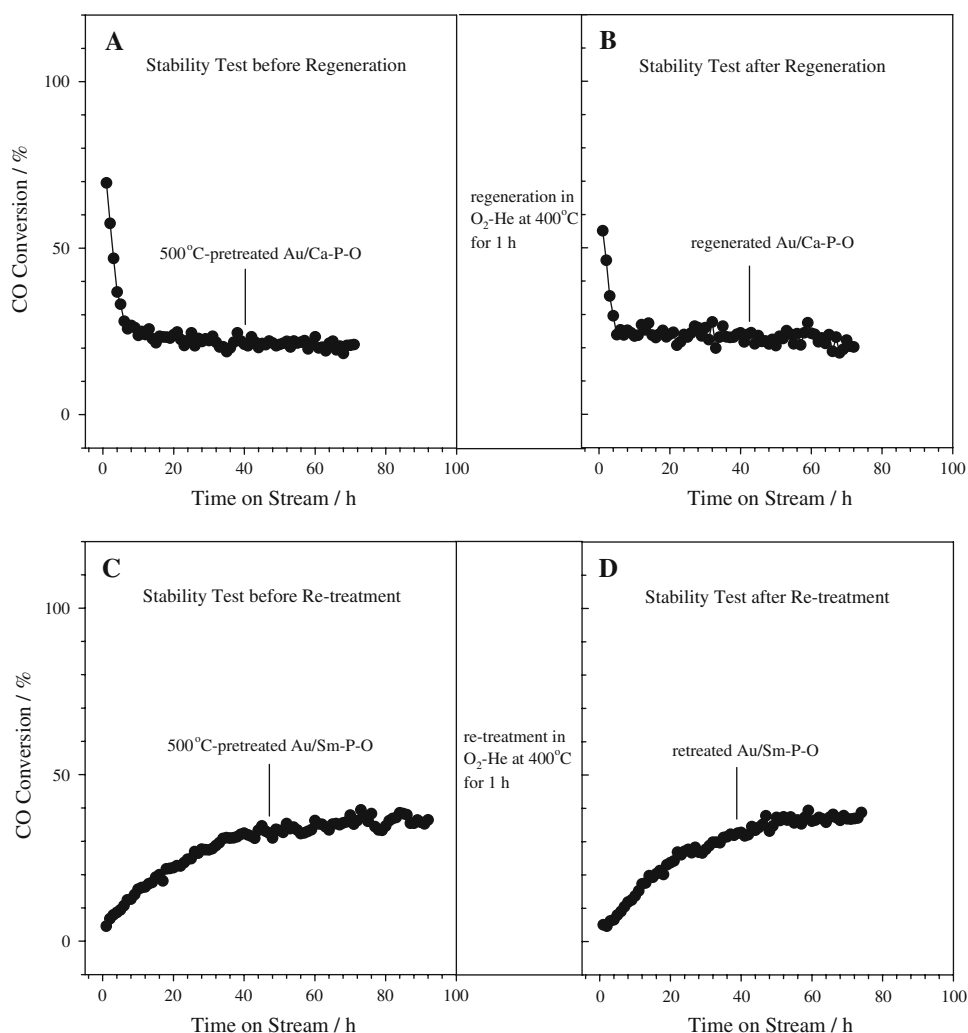 A
Stability Test before Regeneration
100
50
0
CO Conversion / %
500°C-pretreated Au/Ca-P-O
0 20 40 60 80 100
Time on Stream / h
regeneration in
O₂-He at 400°C
for 1 h
B
Stability Test after Regeneration
regenerated Au/Ca-P-O
0 20 40 60 80 100
Time on Stream / h
C
Stability Test before Re-treatment
100
50
0
CO Conversion / %
500°C-pretreated Au/Sm-P-O
0 20 40 60 80 100
Time on Stream / h
re-treatment in
O₂-He at 400°C
for 1 h
D
Stability Test after Re-treatment
retreated Au/Sm-P-O
0 20 40 60 80 100
Time on Stream / h